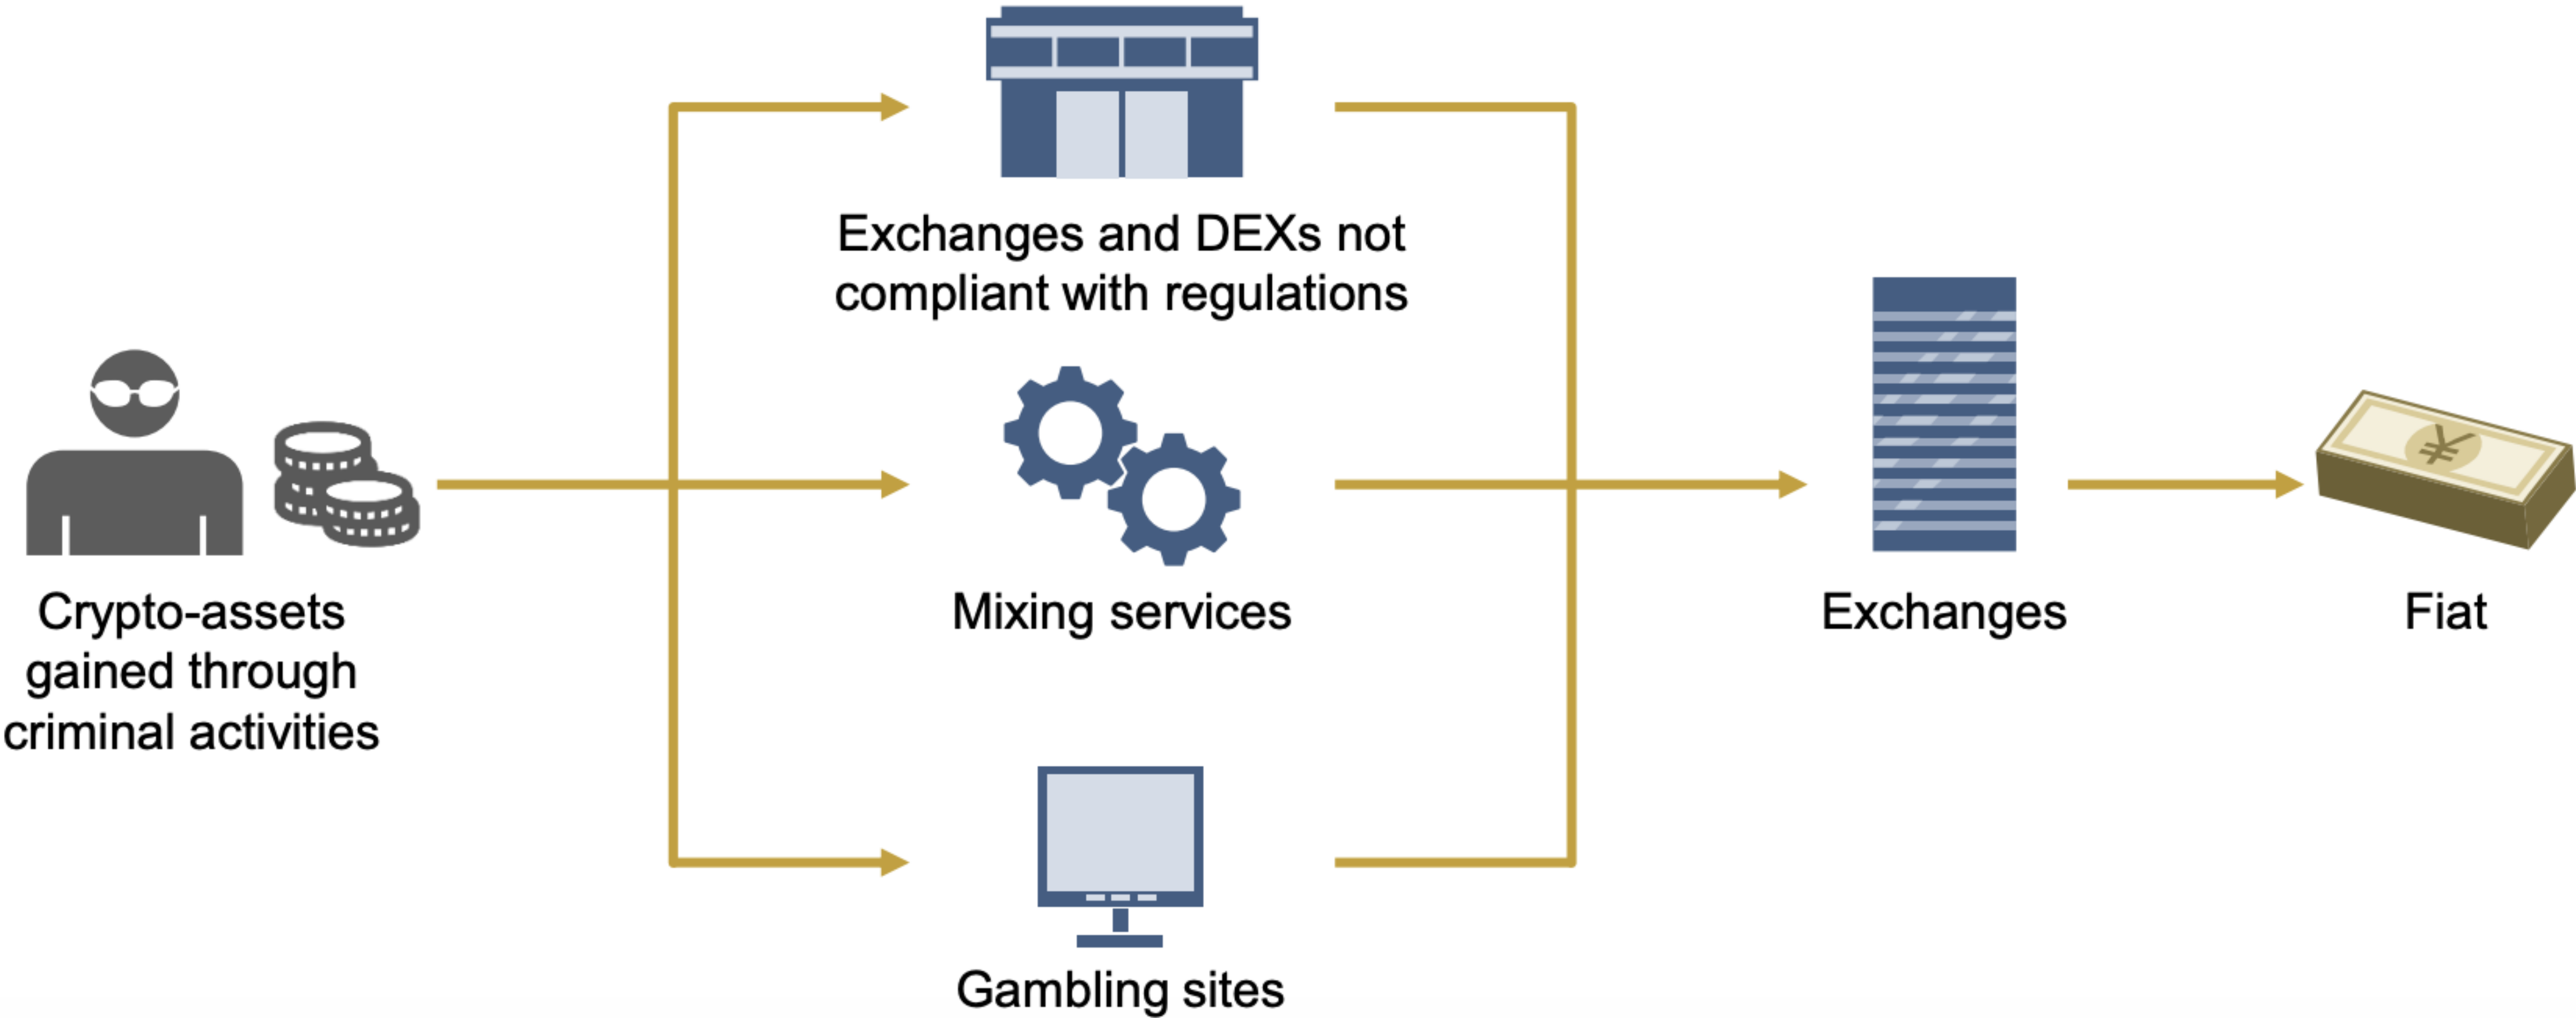 Exchanges and DEXs not
compliant with regulations
Crypto-assets
gained through
criminal activities
Mixing services
Exchanges
¥
Fiat
Gambling sites